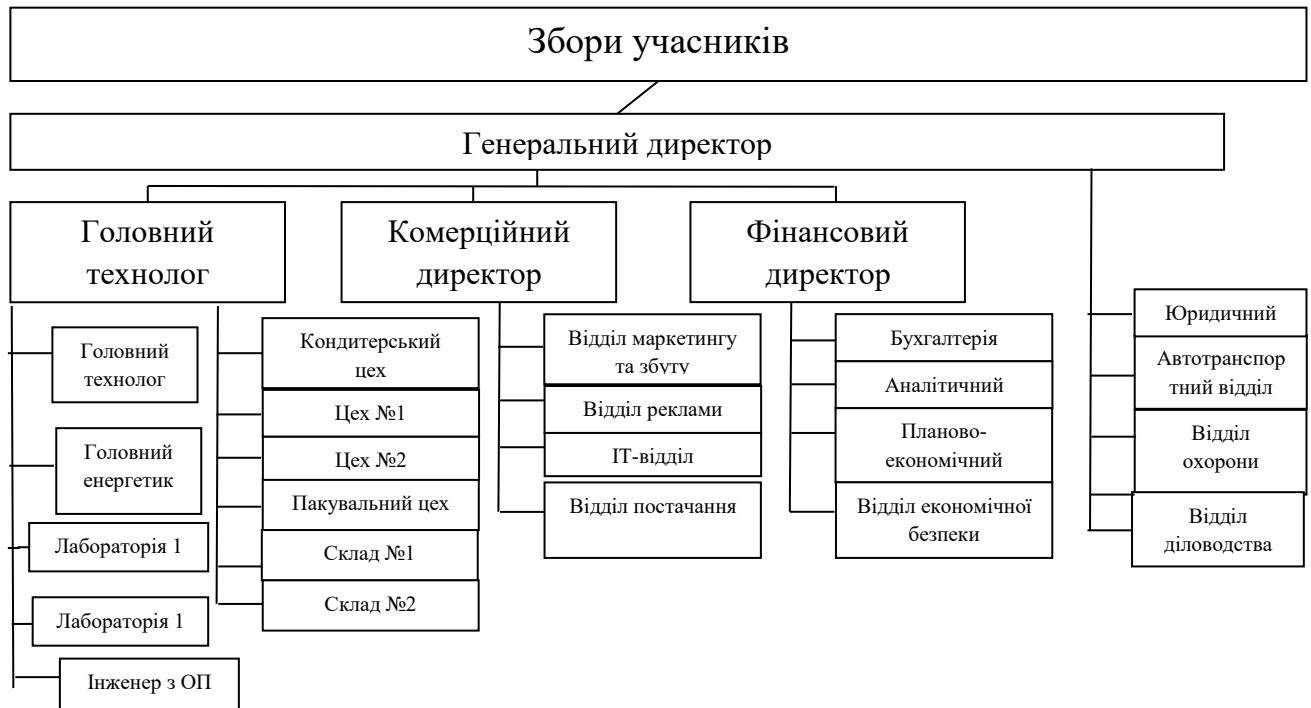 Збори учасників
Генеральний директор
Головний
технолог
Комерційний
директор
Фінансовий
директор
Головний
технолог
Головний
енергетик
Лабораторія 1
Лабораторія 1
Інженер з ОП
Кондитерський
цех
Цех №1
Цех №2
Пакувальний цех
Склад №1
Склад №2
Відділ маркетингу
та збуту
Відділ реклами
ІТ-відділ
Відділ постачання
Бухгалтерія
Аналітичний
Планово-
економічний
Відділ економічної
безпеки
Юридичний
Автотранспор
тний відділ
Відділ
охорони
Відділ
діловодства